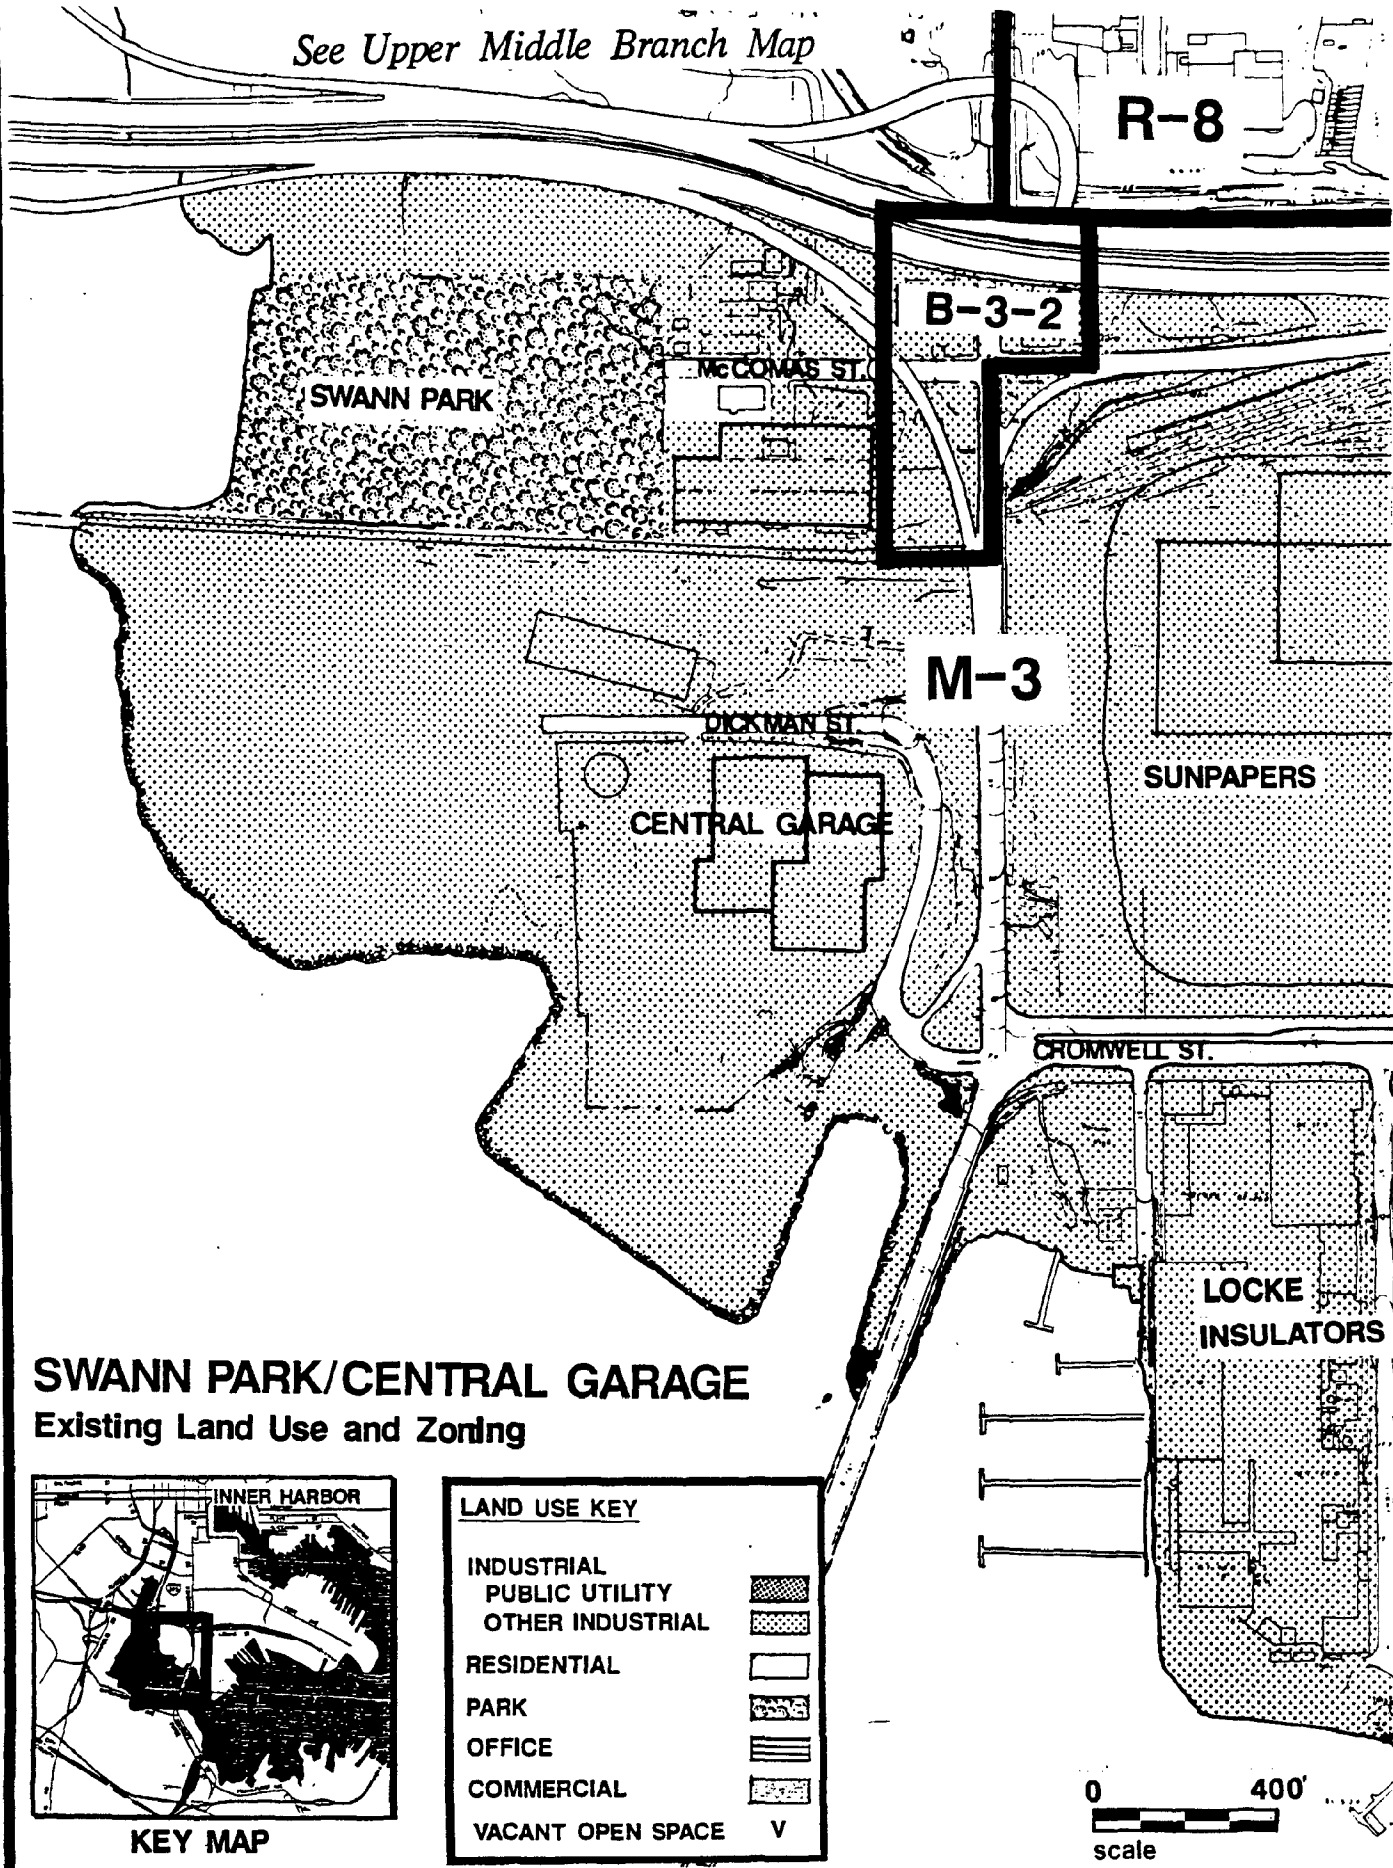 See Upper Middle Branch Map
R-8
B-3-2
McCOMAS ST.
SWANN PARK
M-3
DICKMAN ST.
SUNPAPERS
CENTRAL GARAGE
CROMWELL ST.
LOCKE
INSULATORS
SWANN PARK/CENTRAL GARAGE
Existing Land Use and Zoning
INNER HARBOR
KEY MAP
LAND USE KEY
INDUSTRIAL
PUBLIC UTILITY
OTHER INDUSTRIAL
RESIDENTIAL
PARK
OFFICE
COMMERCIAL
VACANT OPEN SPACE V
0 400'
scale